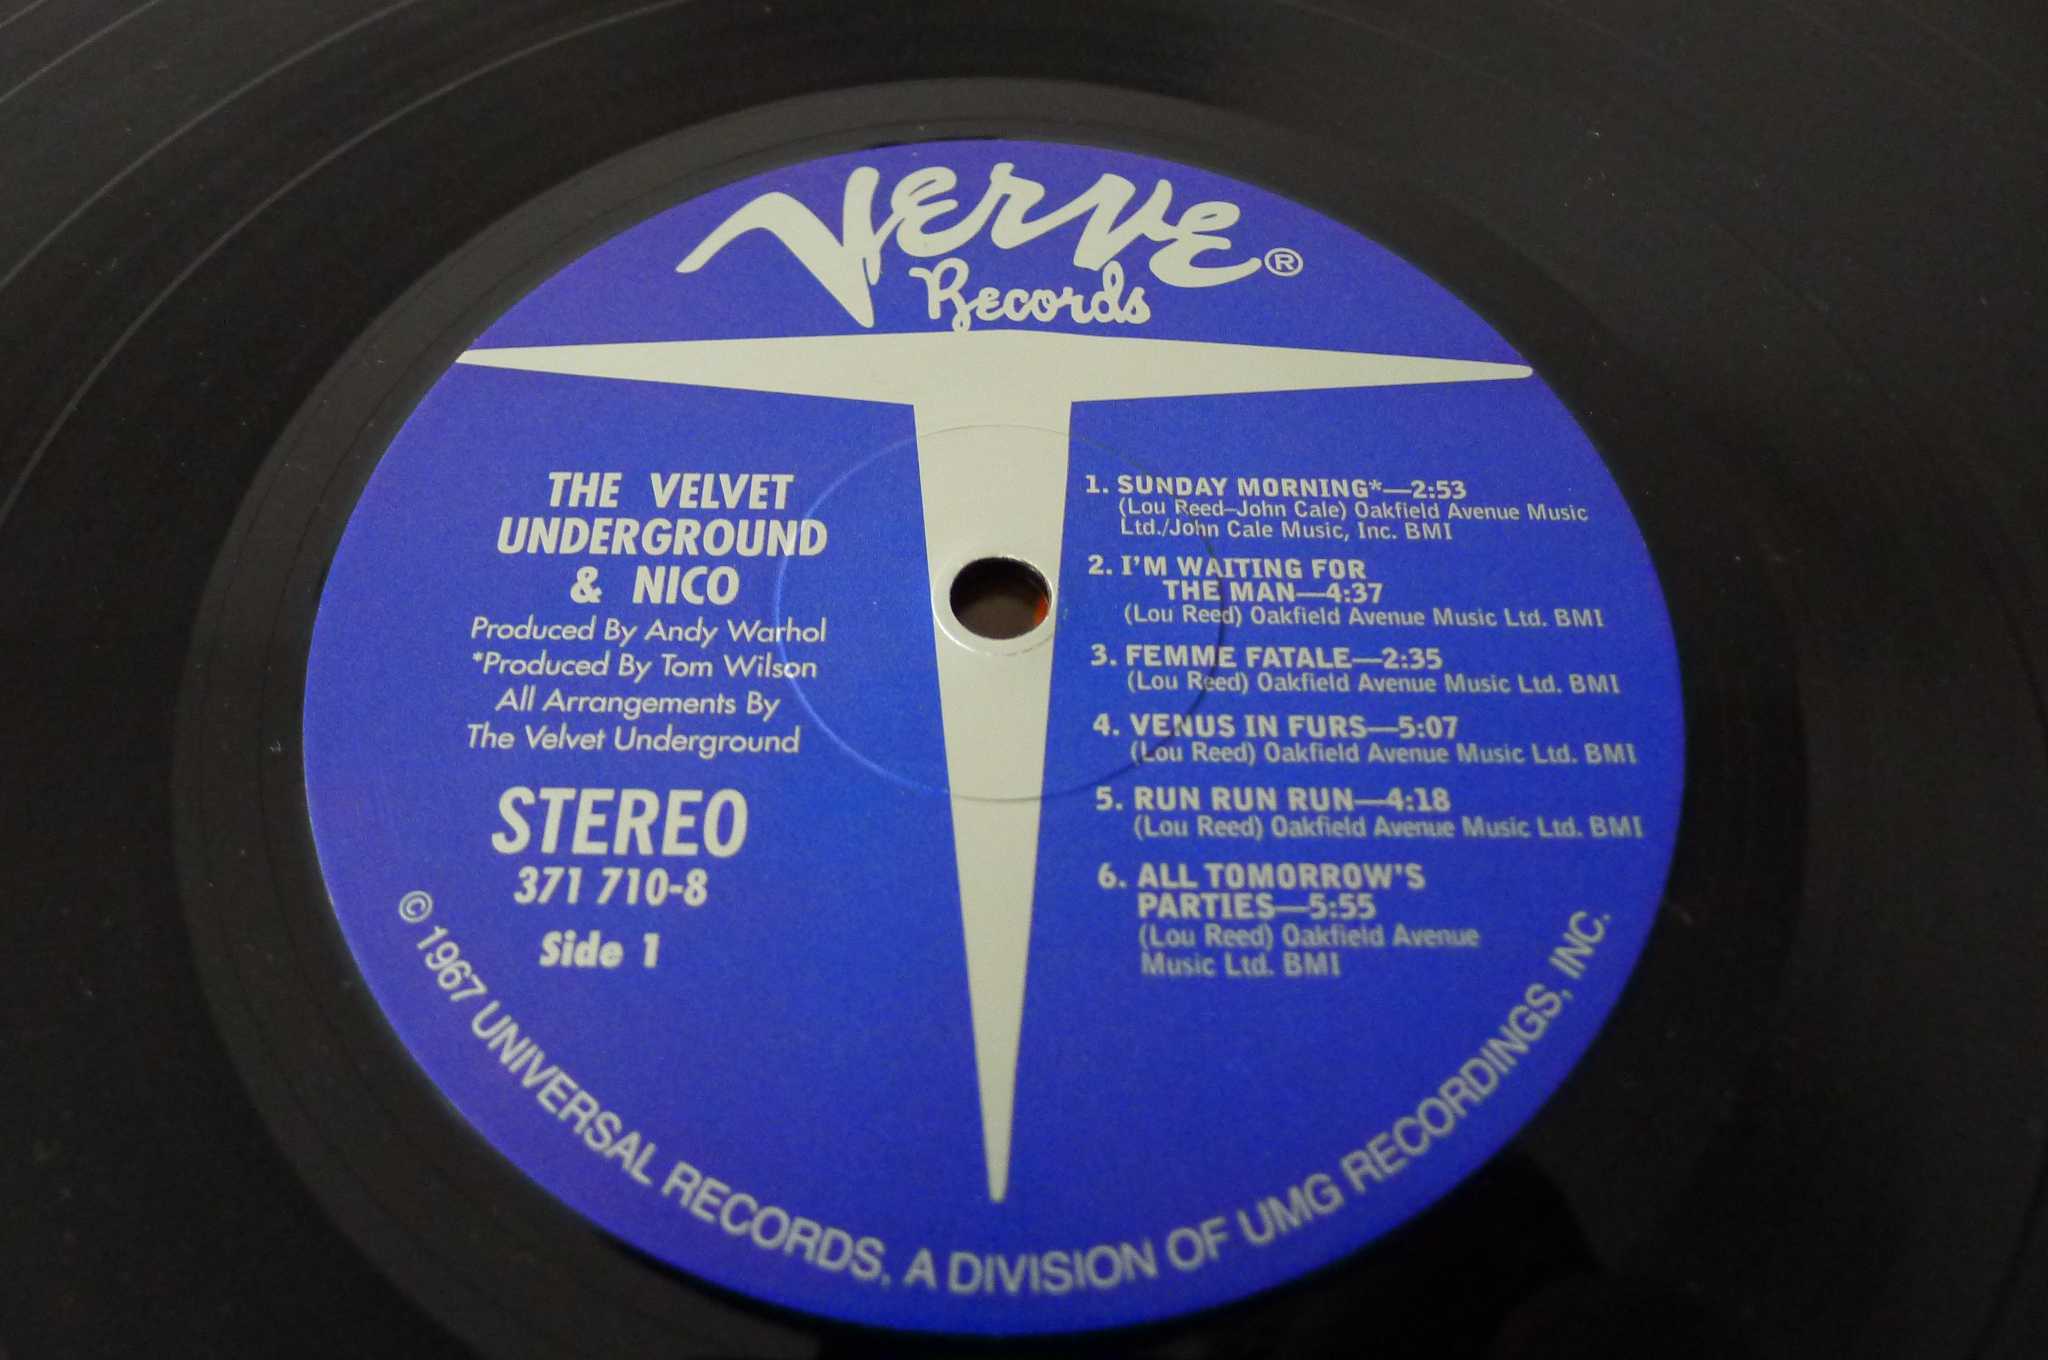 Verve®
Records
THE VELVET
UNDERGROUND
& NICO
Produced By Andy Warhol
*Produced By Tom Wilson
All Arrangements By
The Velvet Underground
STEREO
371 710-8
Side 1
1. SUNDAY MORNING*—2:53
(Lou Reed–John Cale) Oakfield Avenue Music
Ltd./John Cale Music, Inc. BMI
2. I'M WAITING FOR
THE MAN—4:37
(Lou Reed) Oakfield Avenue Music Ltd. BMI
3. FEMME FATALE—2:35
(Lou Reed) Oakfield Avenue Music Ltd. BMI
4. VENUS IN FURS—5:07
(Lou Reed) Oakfield Avenue Music Ltd. BMI
5. RUN RUN RUN—4:18
(Lou Reed) Oakfield Avenue Music Ltd. BMI
6. ALL TOMORROW'S
PARTIES—5:55
(Lou Reed) Oakfield Avenue
Music Ltd. BMI
© 1967 UNIVERSAL RECORDS, A DIVISION OF UMG RECORDINGS, INC.